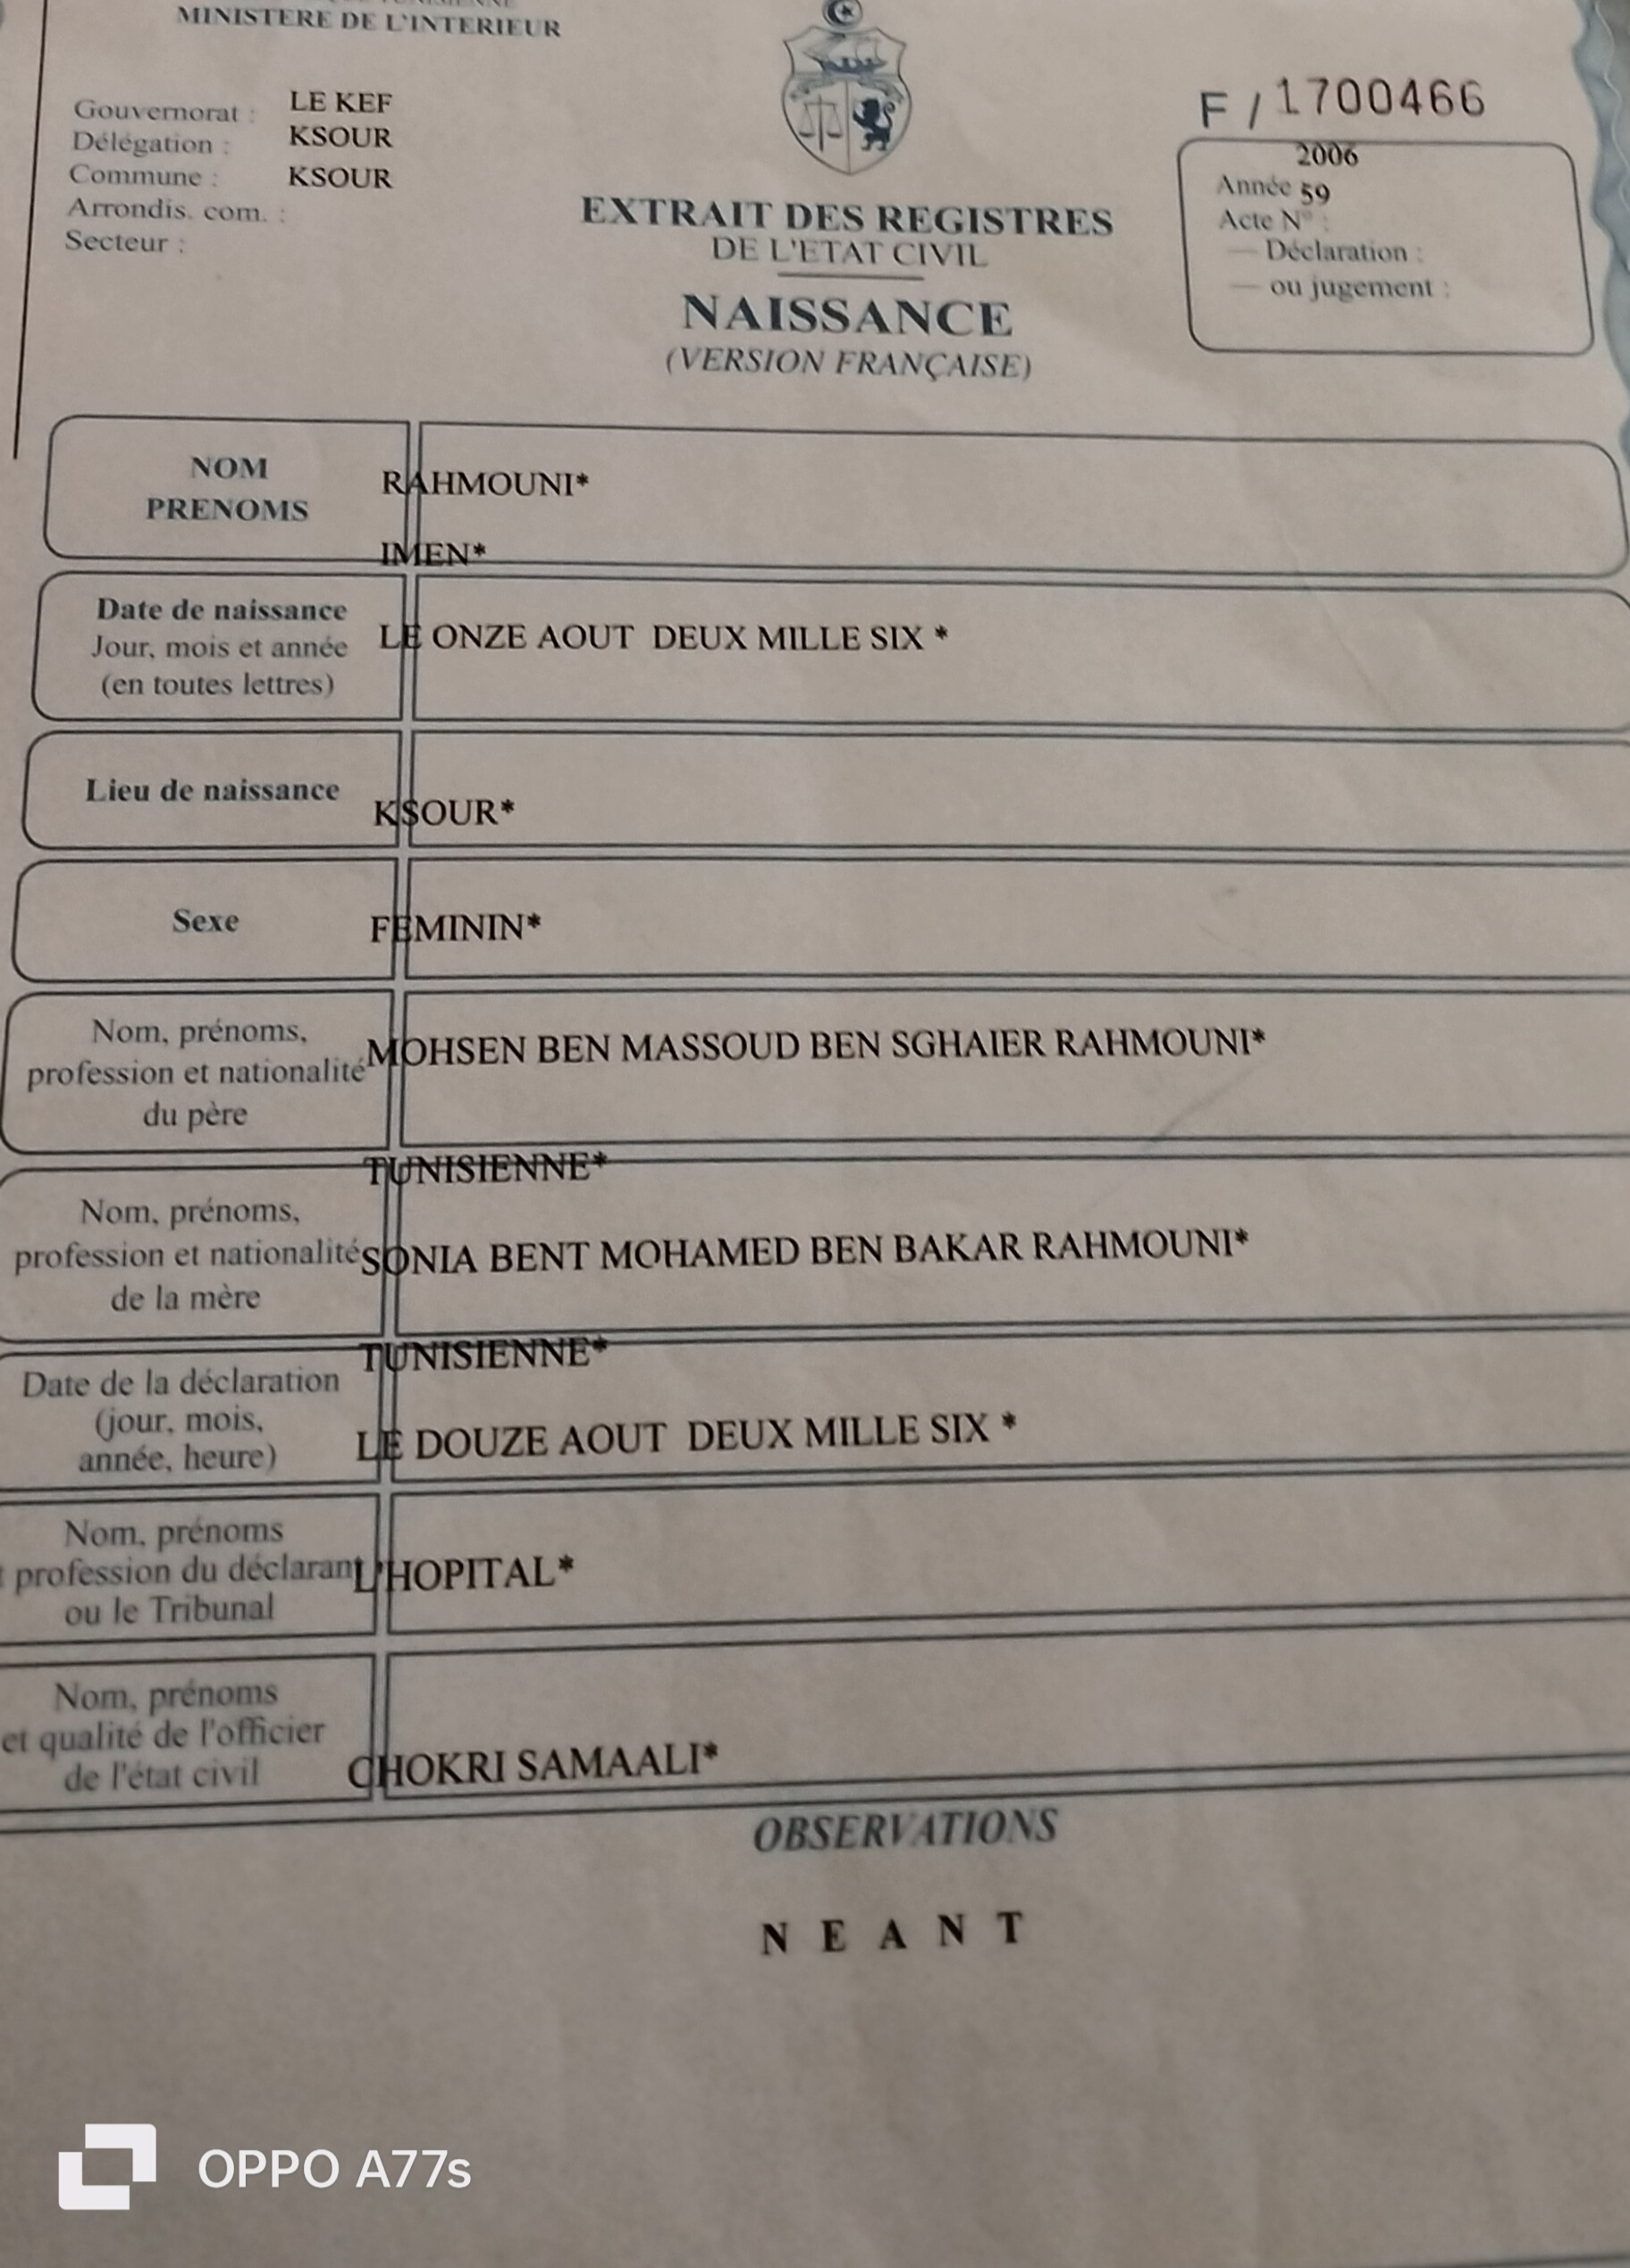 MINISTERE DE L'INTERIEUR
Gouvernorat : LE KEF
Délégation : KSOUR
Commune : KSOUR
Arrondis. com. :
Secteur :
EXTRAIT DES REGISTRES
DE L'ETAT CIVIL
NAISSANCE
(VERSION FRANÇAISE)
F / 1700466
2006
Année 59
Acte N° :
— Déclaration :
— ou jugement :
NOM
PRENOMS
RAHMOUNI*
IMEN*
Date de naissance
Jour, mois et année
(en toutes lettres)
LE ONZE AOUT DEUX MILLE SIX *
Lieu de naissance
KSOUR*
Sexe
FEMININ*
Nom, prénoms,
profession et nationalité
du père
MOHSEN BEN MASSOUD BEN SGHAIER RAHMOUNI*
TUNISIENNE*
Nom, prénoms,
profession et nationalité
de la mère
SONIA BENT MOHAMED BEN BAKAR RAHMOUNI*
TUNISIENNE*
Date de la déclaration
(jour, mois,
année, heure)
LE DOUZE AOUT DEUX MILLE SIX *
Nom, prénoms
profession du déclarant
ou le Tribunal
L'HOPITAL*
Nom, prénoms
et qualité de l'officier
de l'état civil
CHOKRI SAMAALI*
OBSERVATIONS
N E A N T
OPPO A77s